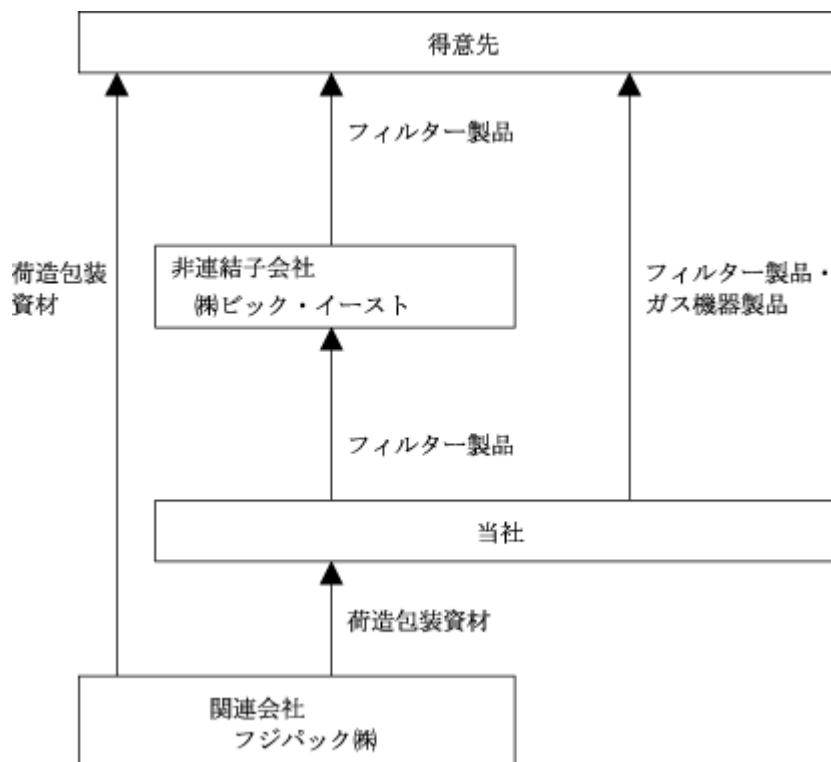 得意先
フィルター製品
荷造包装
資材
非連結子会社
㈱ビック・イースト
フィルター製品・
ガス機器製品
フィルター製品
当社
荷造包装資材
関連会社
フジパック㈱